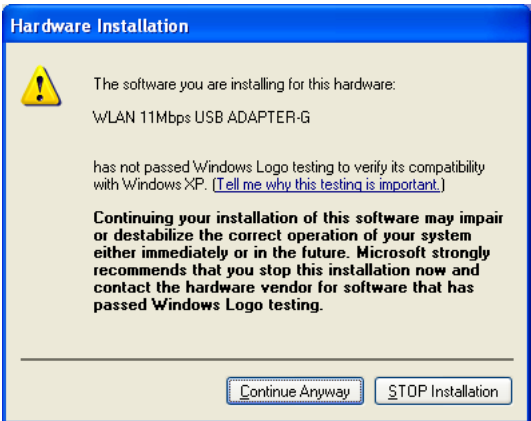 Hardware Installation
The software you are installing for this hardware:
WLAN 11Mbps USB ADAPTER-G
has not passed Windows Logo testing to verify its compatibility
with Windows XP. (Tell me why this testing is important.)
Continuing your installation of this software may impair
or destabilize the correct operation of your system
either immediately or in the future. Microsoft strongly
recommends that you stop this installation now and
contact the hardware vendor for software that has
passed Windows Logo testing.
Continue Anyway
STOP Installation